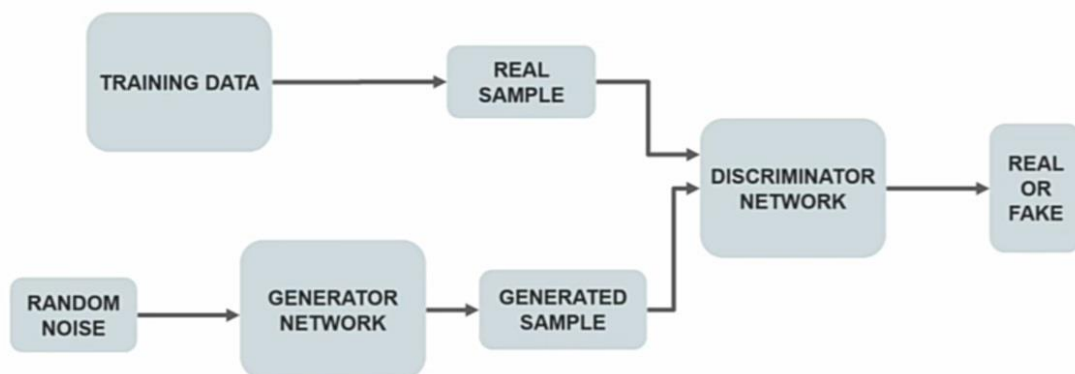 TRAINING DATA
REAL
SAMPLE
DISCRIMINATOR
NETWORK
REAL
OR
FAKE
RANDOM
NOISE
GENERATOR
NETWORK
GENERATED
SAMPLE